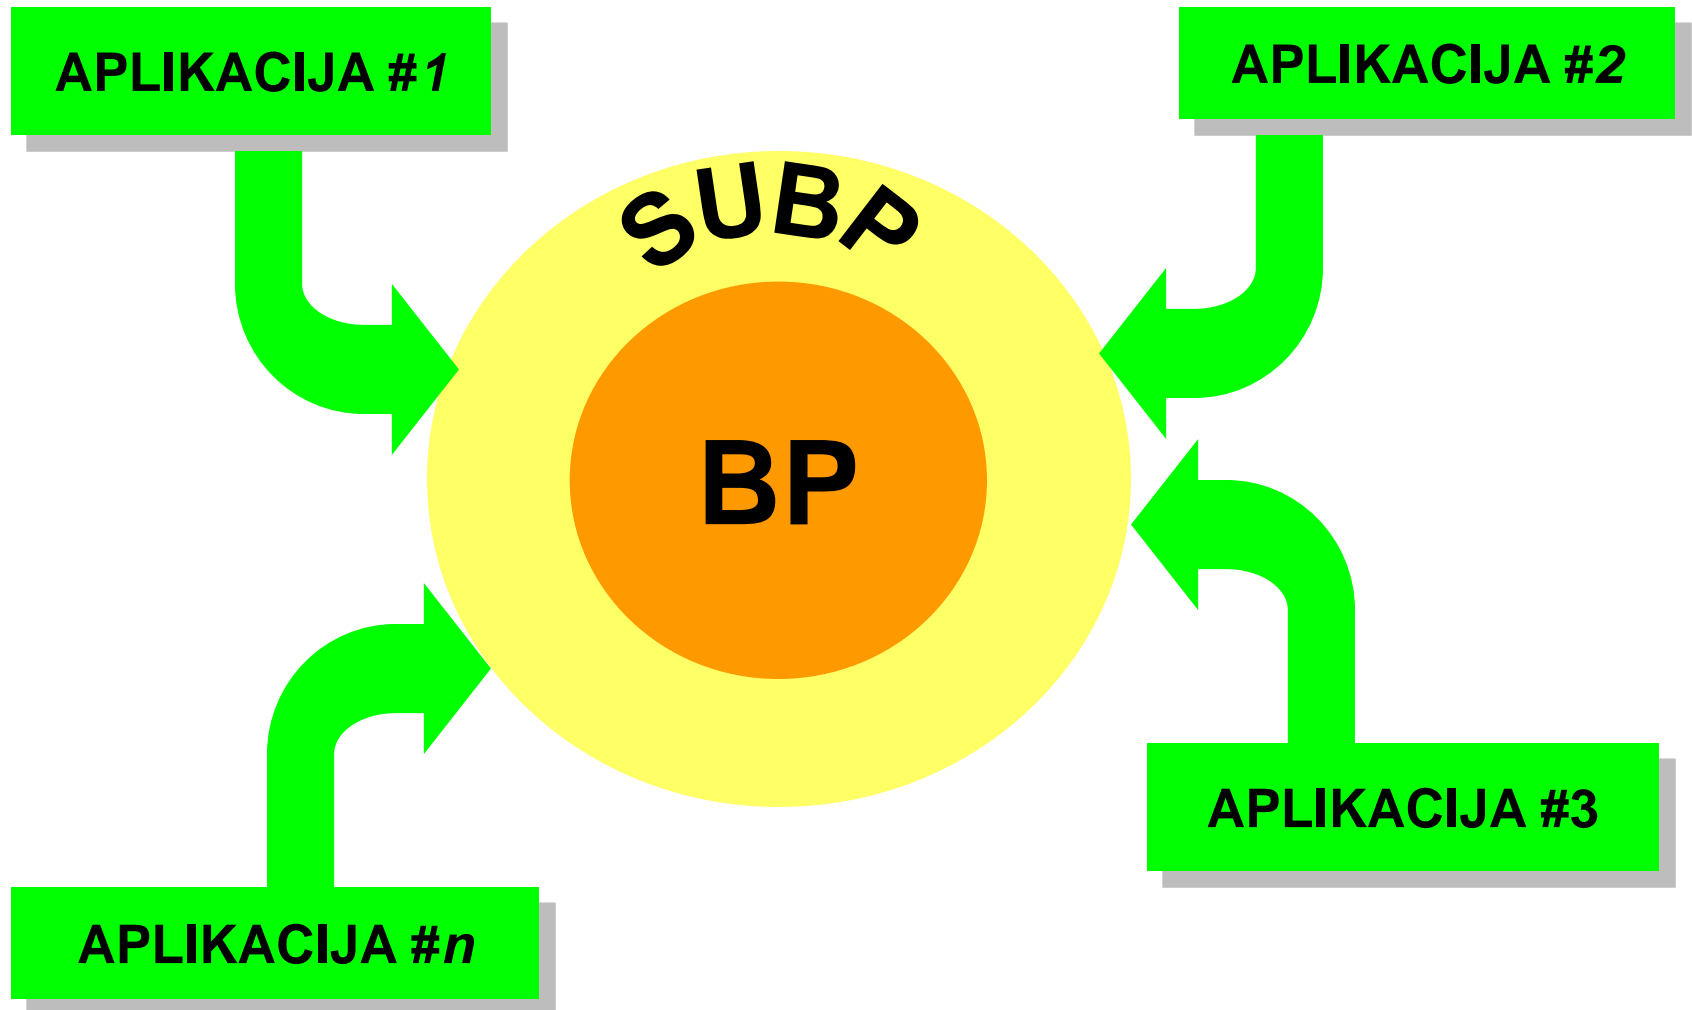 APLIKACIJA #1
APLIKACIJA #2
SUBP
BP
APLIKACIJA #3
APLIKACIJA #n